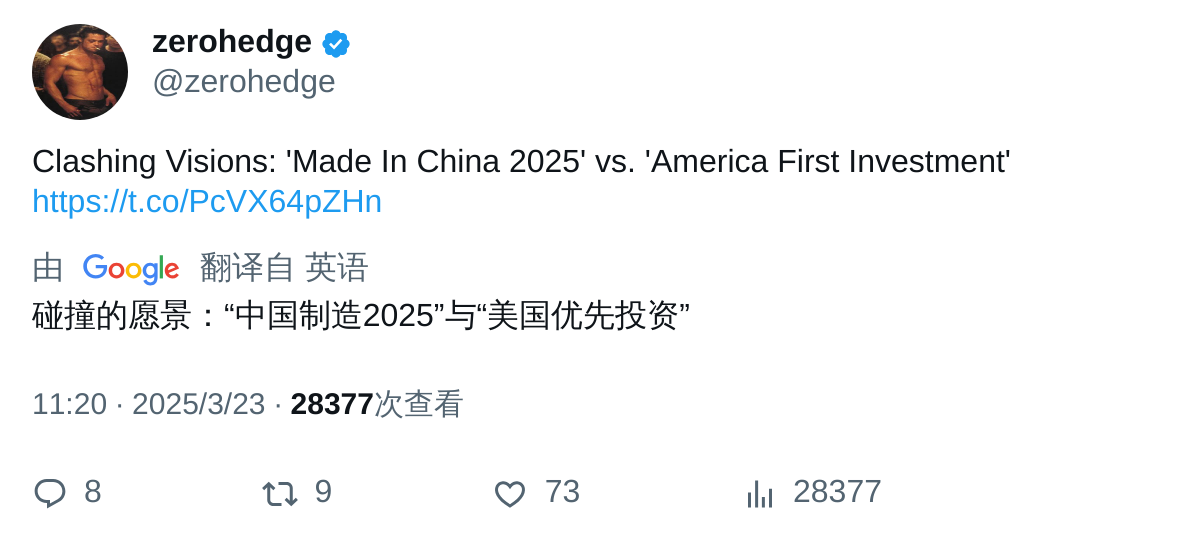 zerohedge
@zerohedge
Clashing Visions: 'Made In China 2025' vs. 'America First Investment'
https://t.co/PcVX64pZHn
由 Google 翻译自 英语
碰撞的愿景：“中国制造2025”与“美国优先投资”
11:20 · 2025/3/23 · 28377次查看
8 9 73 28377